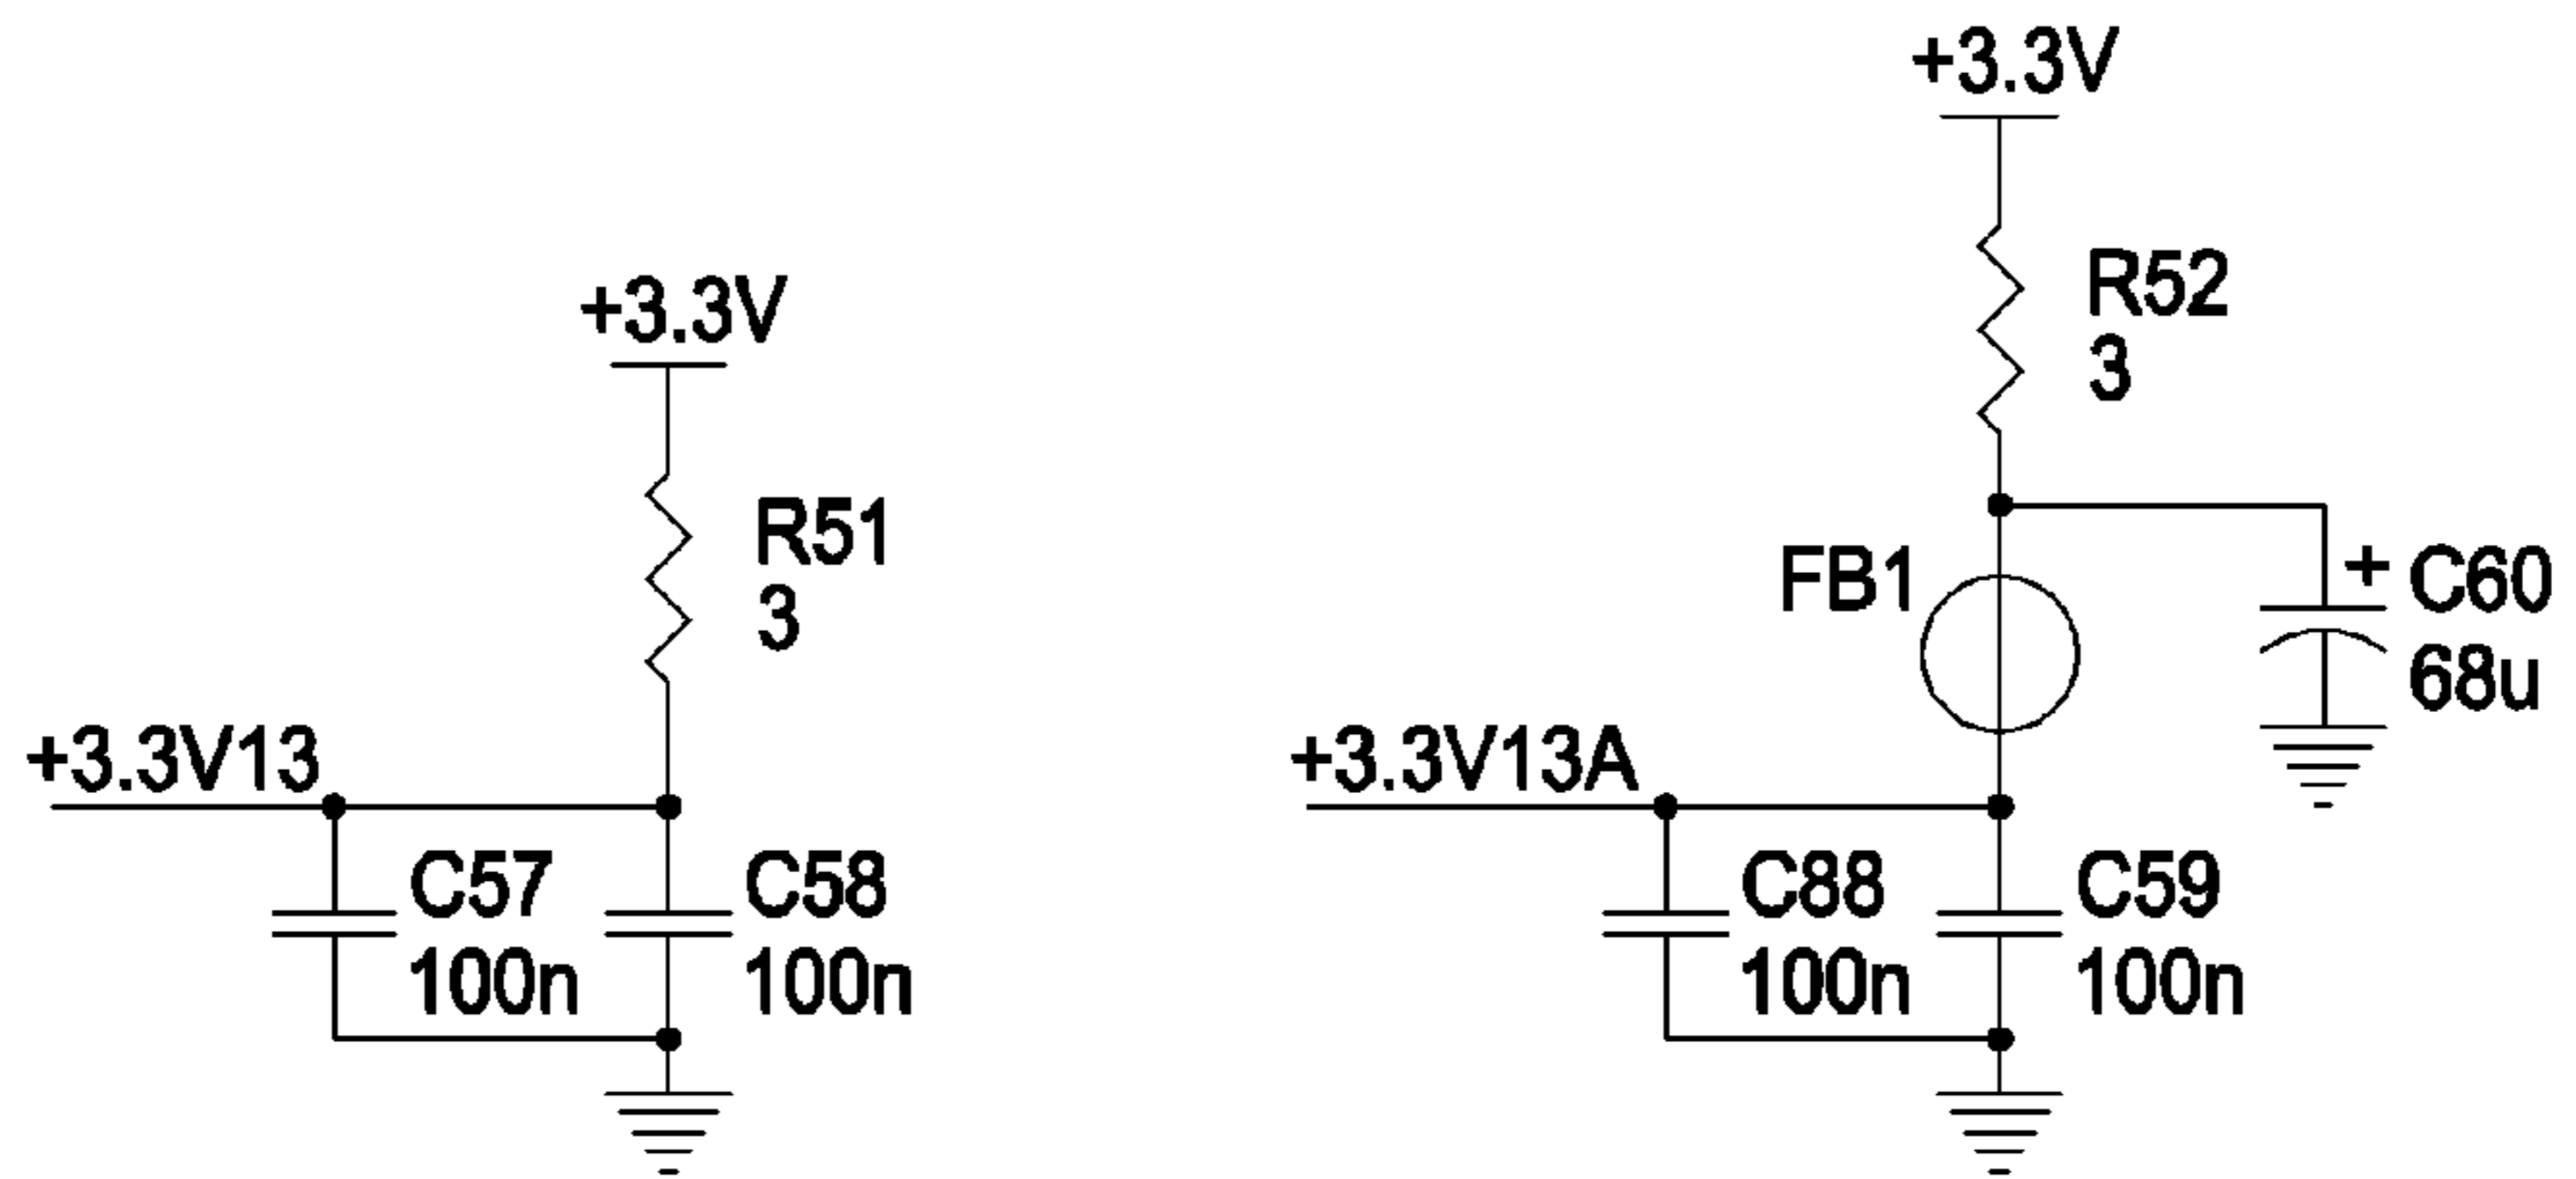 +3.3V
R51
3
+3.3V13
C57
100n
C58
100n
+3.3V
R52
3
FB1
+ C60
68u
+3.3V13A
C88
100n
C59
100n